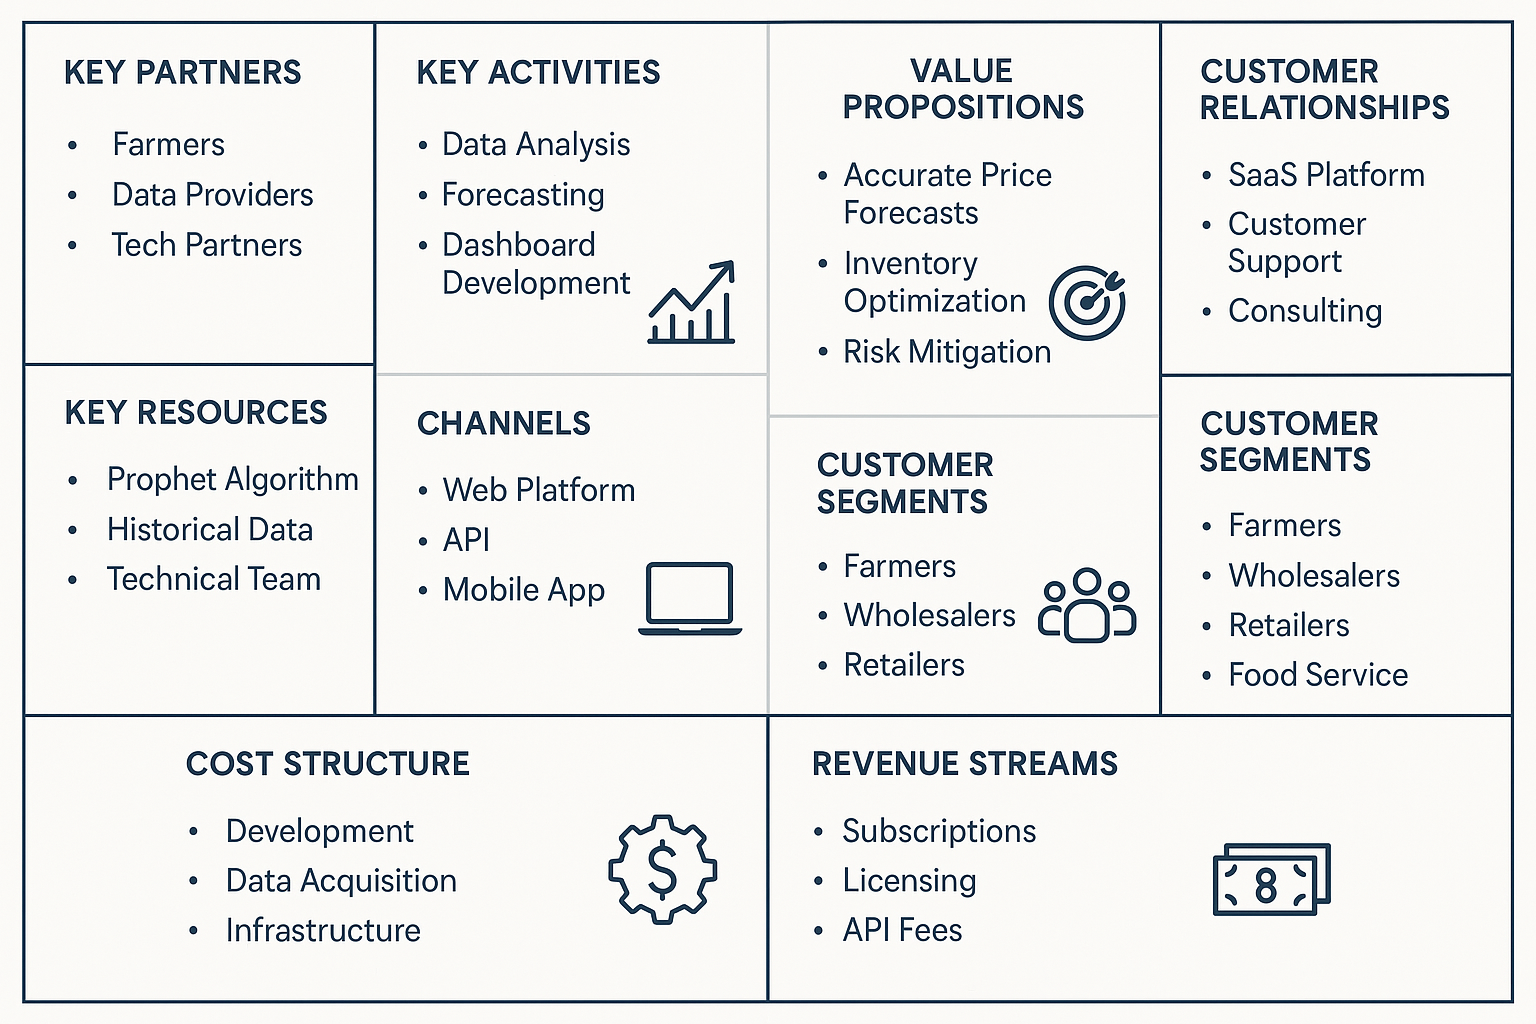 KEY PARTNERS
• Farmers
• Data Providers
• Tech Partners
KEY ACTIVITIES
• Data Analysis
• Forecasting
• Dashboard
Development
VALUE
PROPOSITIONS
• Accurate Price
Forecasts
• Inventory
Optimization
• Risk Mitigation
CUSTOMER
RELATIONSHIPS
• SaaS Platform
• Customer
Support
• Consulting
KEY RESOURCES
• Prophet Algorithm
• Historical Data
• Technical Team
CHANNELS
• Web Platform
• API
• Mobile App
CUSTOMER
SEGMENTS
• Farmers
• Wholesalers
• Retailers
CUSTOMER
SEGMENTS
• Farmers
• Wholesalers
• Retailers
• Food Service
COST STRUCTURE
• Development
• Data Acquisition
• Infrastructure
$
REVENUE STREAMS
• Subscriptions
• Licensing
• API Fees
8